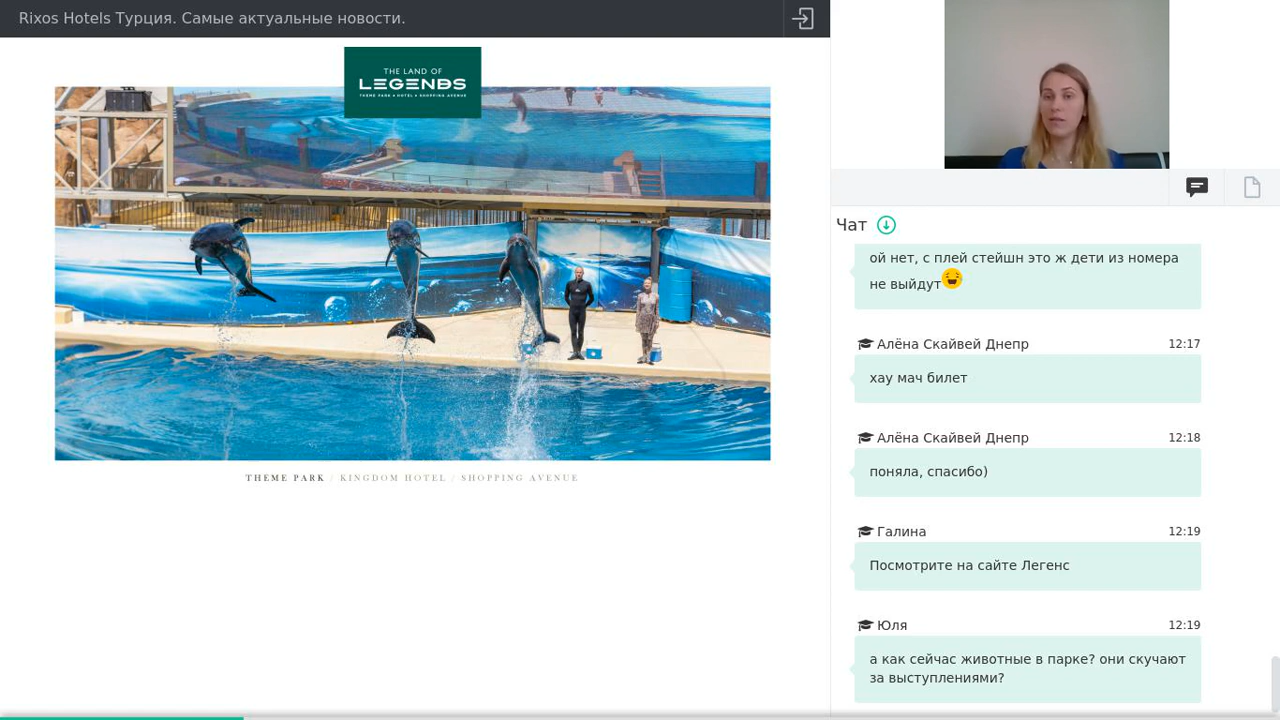 Rixos Hotels Турция. Самые актуальные новости.
THE LAND OF
LEGENDS
THEME PARK • HOTEL • SHOPPING AVENUE
THEME PARK / KINGDOM HOTEL / SHOPPING AVENUE
Чат
ой нет, с плей стейшн это ж дети из номера
не выйдут
Алёна Скайвей Днепр 12:17
хау мач билет
Алёна Скайвей Днепр 12:18
поняла, спасибо)
Галина 12:19
Посмотрите на сайте Легенс
Юля 12:19
а как сейчас животные в парке? они скучают
за выступлениями?